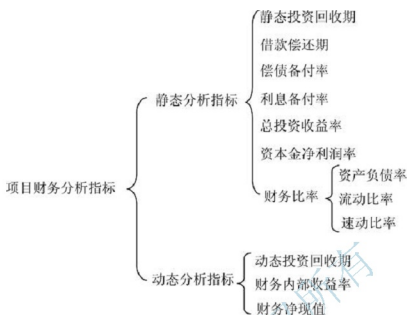 静态投资回收期
借款偿还期
偿债备付率
静态分析指标
利息备付率
总投资收益率
资本金净利润率
财务比率
资产负债率
流动比率
速动比率
项目财务分析指标
动态分析指标
动态投资回收期
财务内部收益率
财务净现值
所有